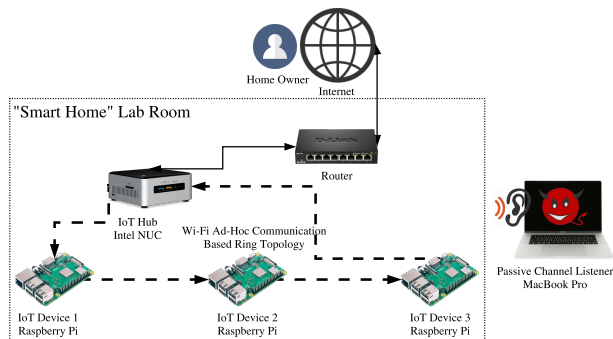 Home Owner
Internet
"Smart Home" Lab Room
D-Link
Router
IoT Hub
Intel NUC
Wi-Fi Ad-Hoc Communication
Based Ring Topology
Passive Channel Listener
MacBook Pro
IoT Device 1
Raspberry Pi
IoT Device 2
Raspberry Pi
IoT Device 3
Raspberry Pi